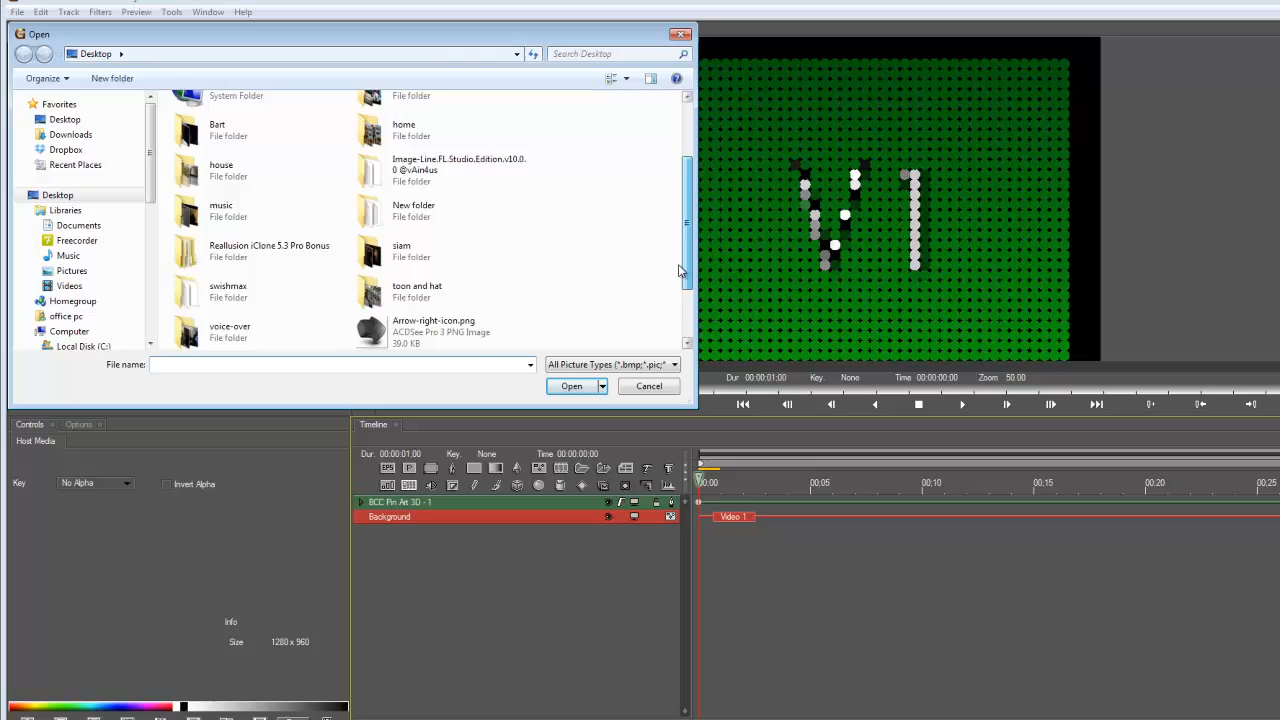 File Edit Track Filters Preview Tools Window Help
Open
Desktop
Search Desktop
Organize New folder
Favorites
Desktop
Downloads
Dropbox
Recent Places
Desktop
Libraries
Documents
Freecorder
Music
Pictures
Videos
Homegroup
office pc
Computer
Local Disk (C:)
System Folder
File folder
Bart
File folder
home
File folder
house
File folder
Image-Line.FL.Studio.Edition.v10.0.
0 @vAin4us
File folder
music
File folder
New folder
File folder
Reallusion iClone 5.3 Pro Bonus
File folder
siam
File folder
swishmax
File folder
toon and hat
File folder
voice-over
File folder
Arrow-right-icon.png
ACDSee Pro 3 PNG Image
39.0 KB
File name:
All Picture Types (*.bmp;*.pic;*
Open Cancel
V1
Dur 00:00:01;00 Key. None Time 00:00:00;00 Zoom 50.00
Controls Options
Host Media
Key No Alpha Invert Alpha
Info
Size 1280 x 960
Timeline
Dur. 00:00:01;00 Key. None Time: 00:00:00;00
EPS P
00:00 00;05 00;10 00;15 00;20 00;25
BCC Pin Art 3D - 1
Background
Video 1